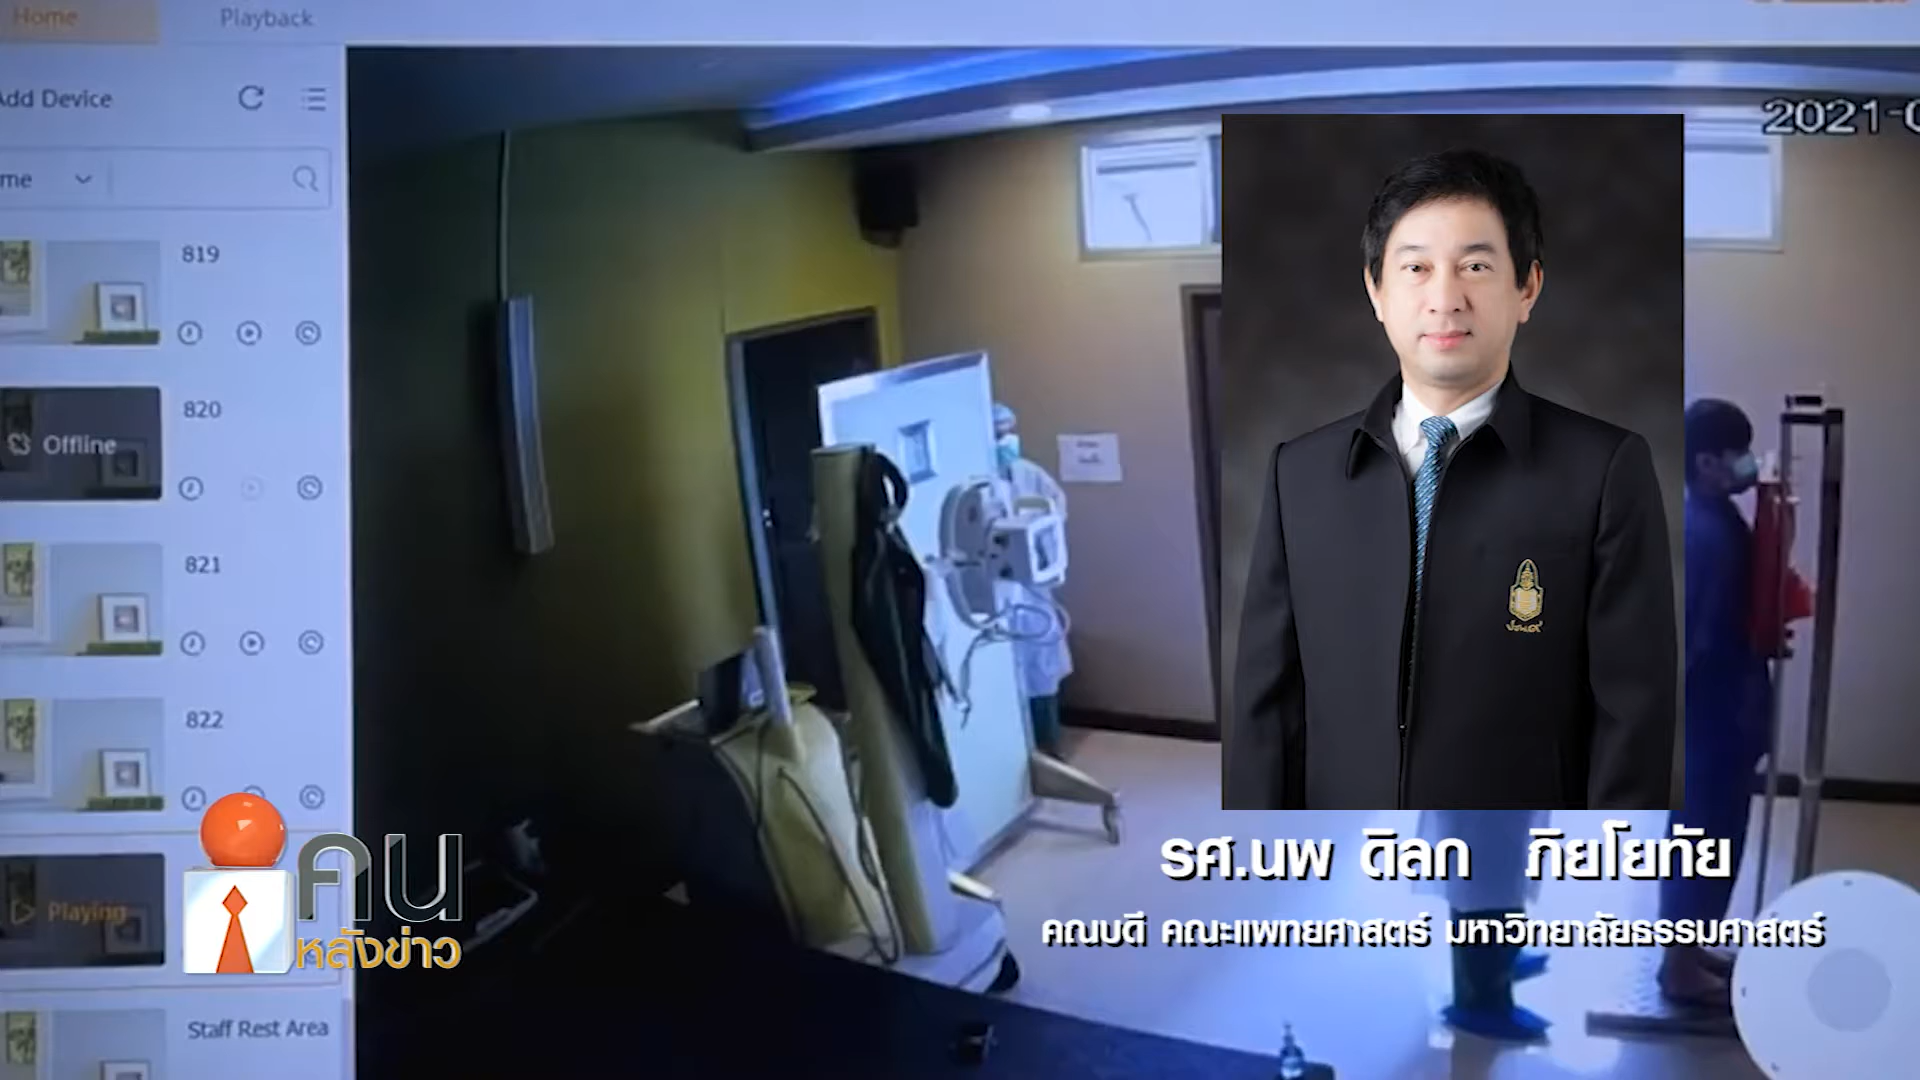 Home
Playback
Add Device
me
2021-0
819
820
Offline
821
822
Playing
Staff Rest Area
คน
หลังข่าว
รศ.นพ ดิลก ภิยโยทัย
คณบดี คณะแพทยศาสตร์ มหาวิทยาลัยธรรมศาสตร์